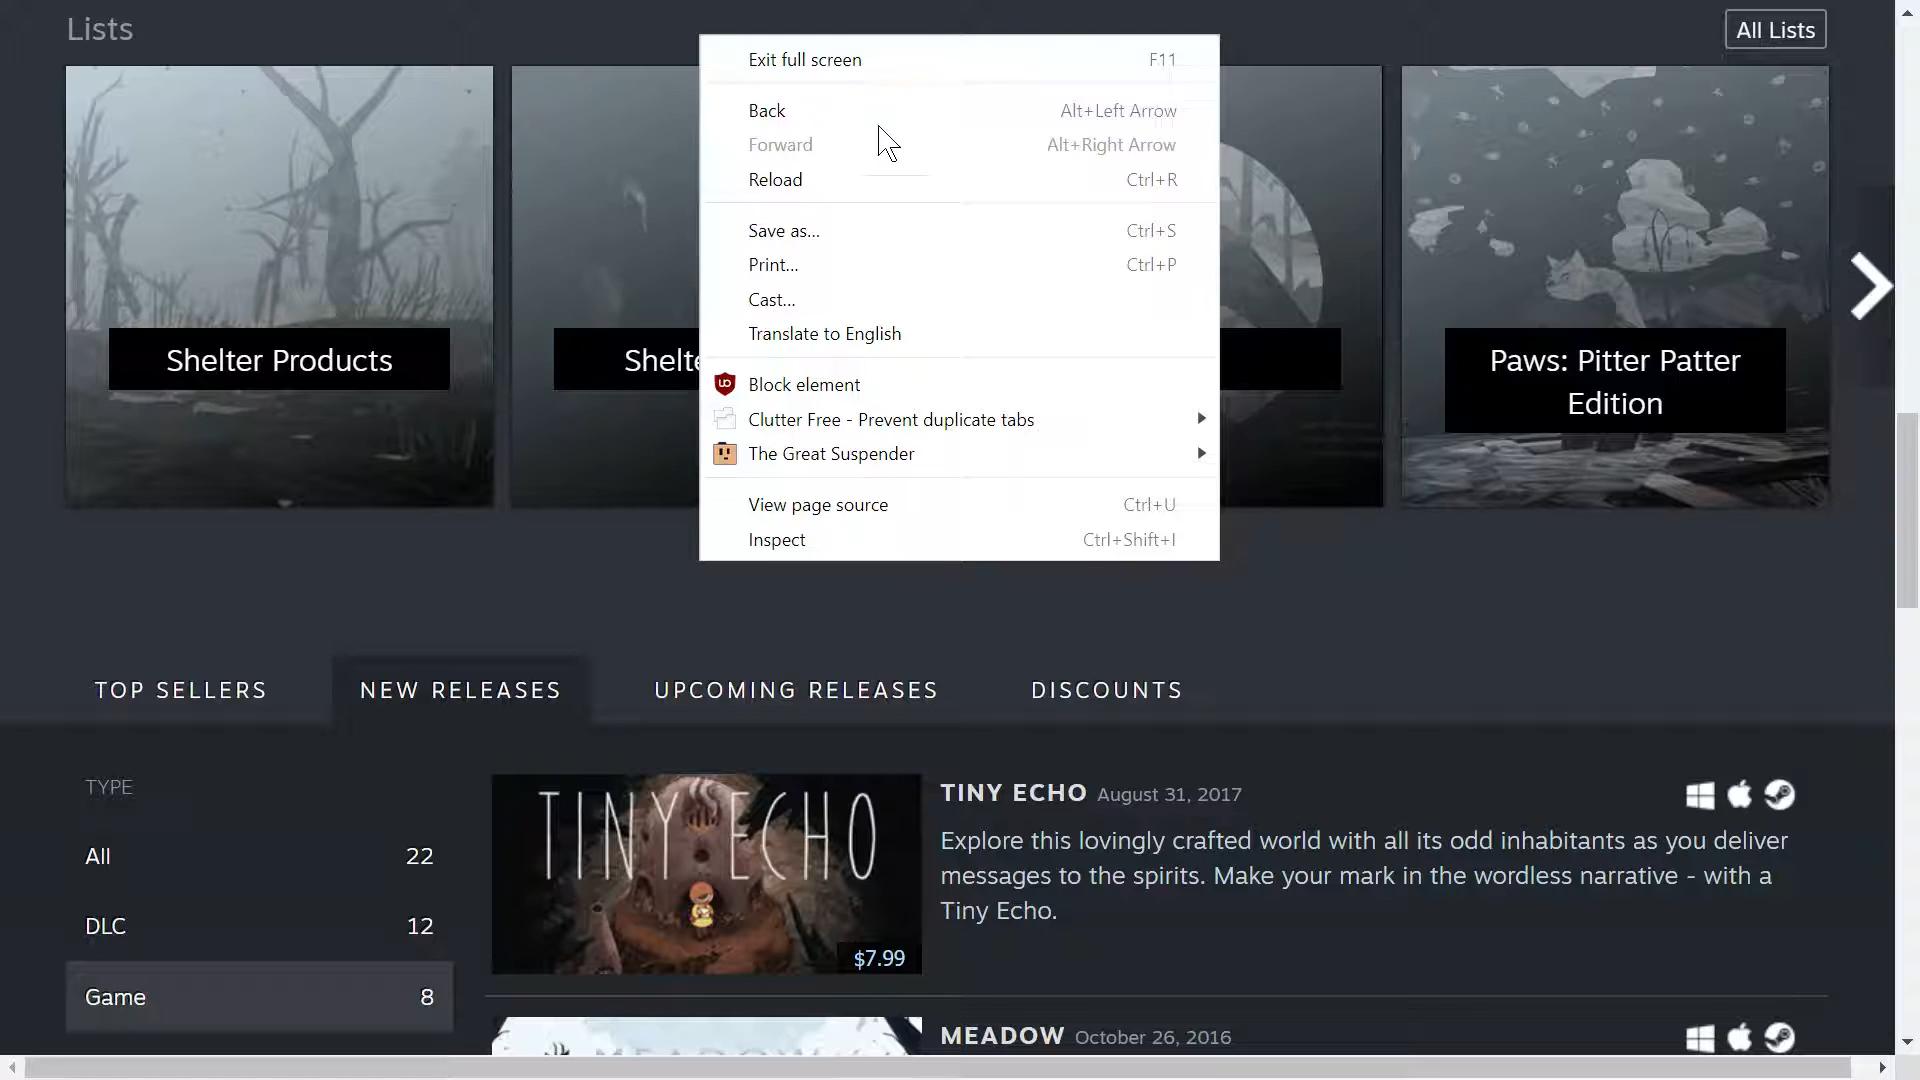 Lists
All Lists
Exit full screen F11
Back Alt+Left Arrow
Forward Alt+Right Arrow
Reload Ctrl+R
Save as... Ctrl+S
Print... Ctrl+P
Cast...
Translate to English
Block element
Clutter Free - Prevent duplicate tabs
The Great Suspender
View page source Ctrl+U
Inspect Ctrl+Shift+I
Shelter Products
Paws: Pitter Patter
Edition
TOP SELLERS NEW RELEASES UPCOMING RELEASES DISCOUNTS
TYPE
All 22
DLC 12
Game 8
TINY ECHO
$7.99
TINY ECHO August 31, 2017
Explore this lovingly crafted world with all its odd inhabitants as you deliver
messages to the spirits. Make your mark in the wordless narrative - with a
Tiny Echo.
MEADOW October 26, 2016